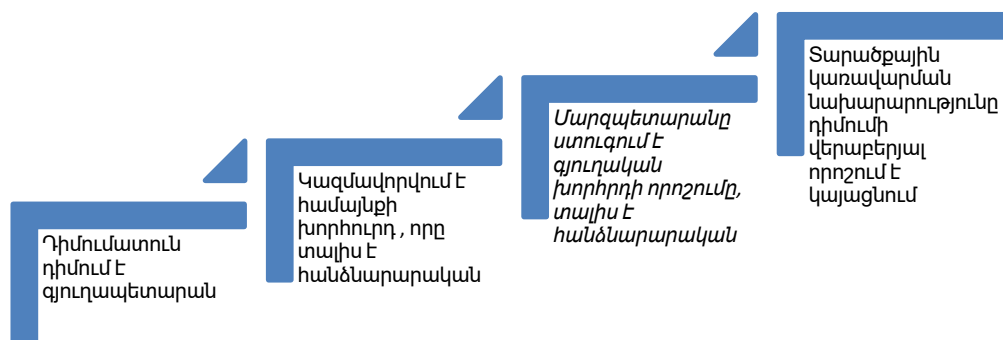 Դիմումատուն
դիմում է
գյուղապետարան
Կազմավորվում է
համայնքի
խորհուրդ , որը
տալիս է
հանձնարարական
Մարզպետարանը
ստուգում է
գյուղական
խորհրդի որոշումը,
տալիս է
հանձնարարական
Տարածքային
կառավարման
նախարարությունը
դիմումի
վերաբերյալ
որոշում է
կայացնում